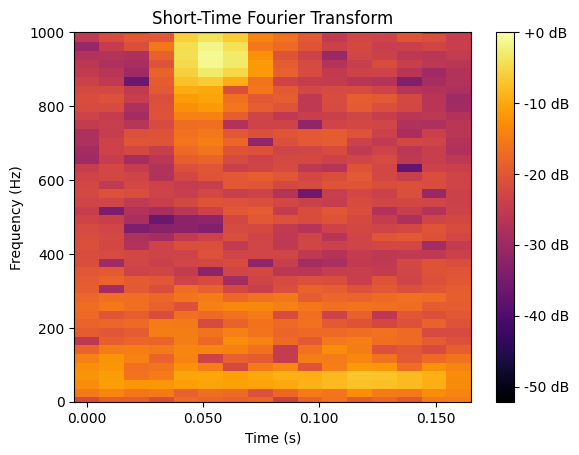 Short-Time Fourier Transform
Frequency (Hz)
1000
800
600
400
200
0
0.000
0.050
0.100
0.150
Time (s)
+0 dB
-10 dB
-20 dB
-30 dB
-40 dB
-50 dB